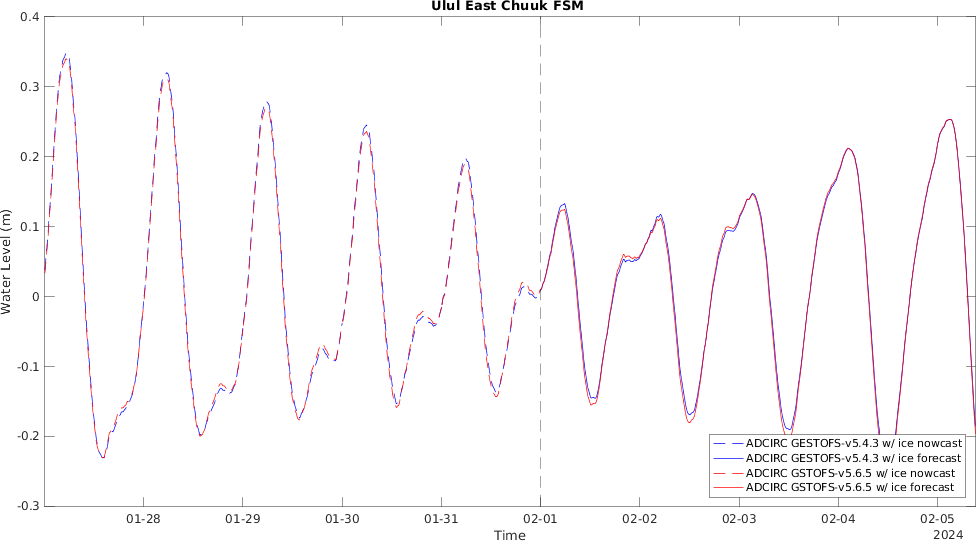 Ulul East Chuuk FSM
0.4
0.3
0.2
0.1
0
-0.1
-0.2
-0.3
Water Level (m)
01-28 01-29 01-30 01-31 02-01 02-02 02-03 02-04 02-05
Time
2024
ADCIRC GESTOFS-v5.4.3 w/ ice nowcast
ADCIRC GESTOFS-v5.4.3 w/ ice forecast
ADCIRC GSTOFS-v5.6.5 w/ ice nowcast
ADCIRC GSTOFS-v5.6.5 w/ ice forecast